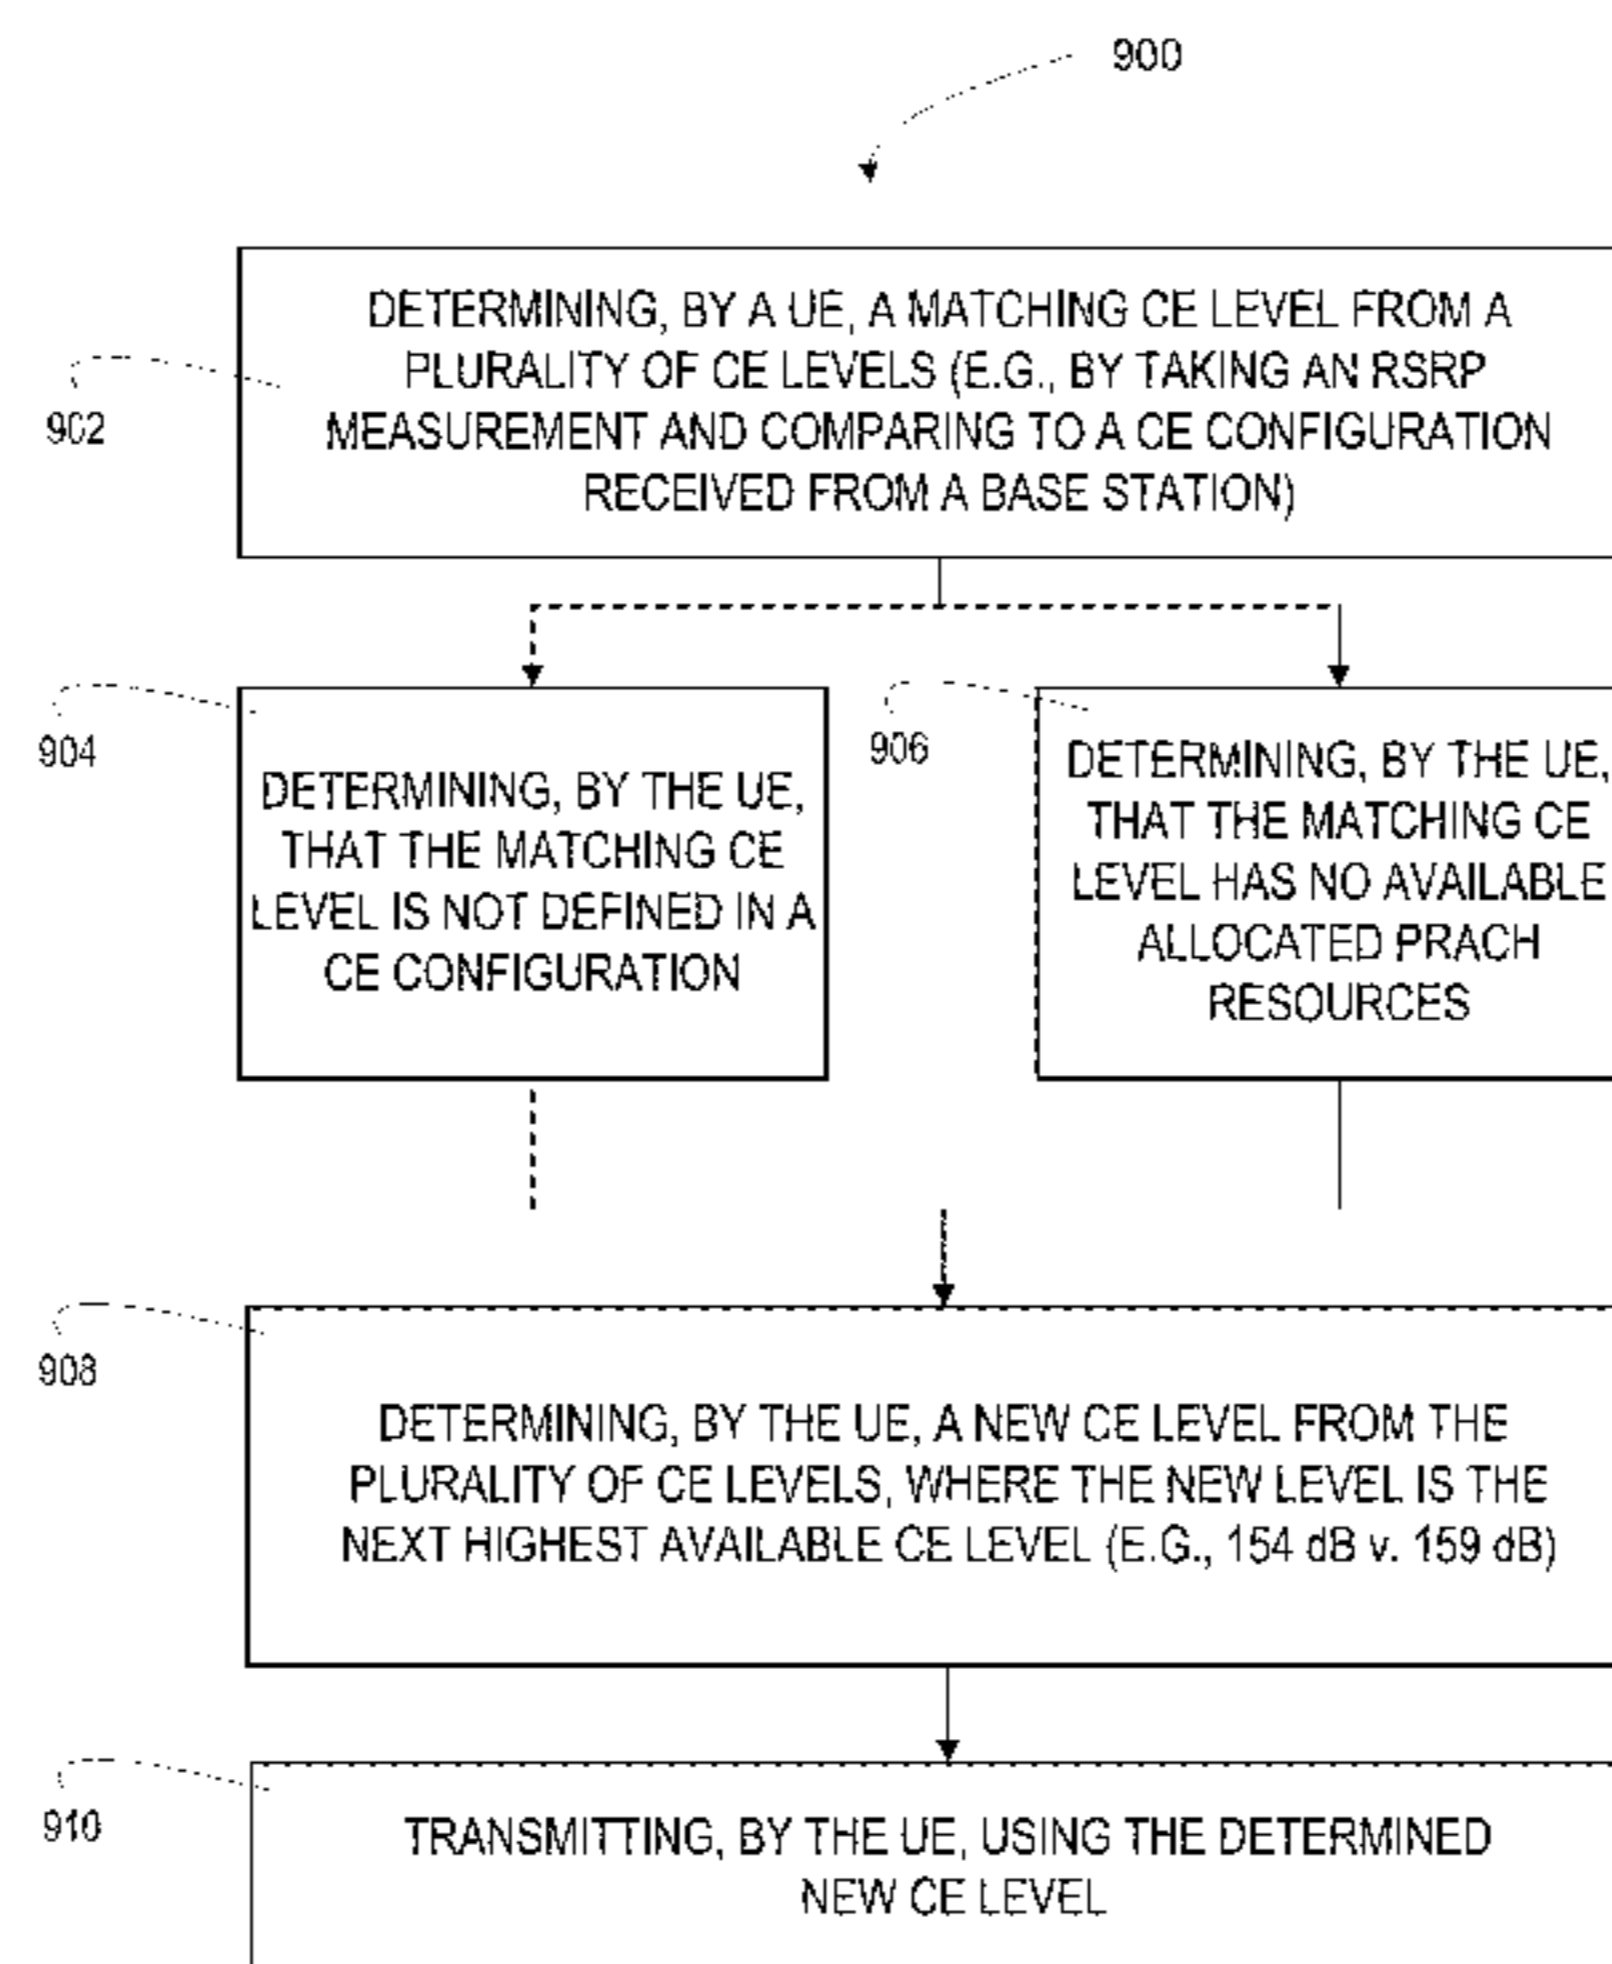 900
DETERMINING, BY A UE, A MATCHING CE LEVEL FROM A
PLURALITY OF CE LEVELS (E.G., BY TAKING AN RSRP
MEASUREMENT AND COMPARING TO A CE CONFIGURATION
RECEIVED FROM A BASE STATION)
902
904
DETERMINING, BY THE UE,
THAT THE MATCHING CE
LEVEL IS NOT DEFINED IN A
CE CONFIGURATION
906
DETERMINING, BY THE UE,
THAT THE MATCHING CE
LEVEL HAS NO AVAILABLE
ALLOCATED PRACH
RESOURCES
908
DETERMINING, BY THE UE, A NEW CE LEVEL FROM THE
PLURALITY OF CE LEVELS, WHERE THE NEW LEVEL IS THE
NEXT HIGHEST AVAILABLE CE LEVEL (E.G., 154 dB v. 159 dB)
910
TRANSMITTING, BY THE UE, USING THE DETERMINED
NEW CE LEVEL